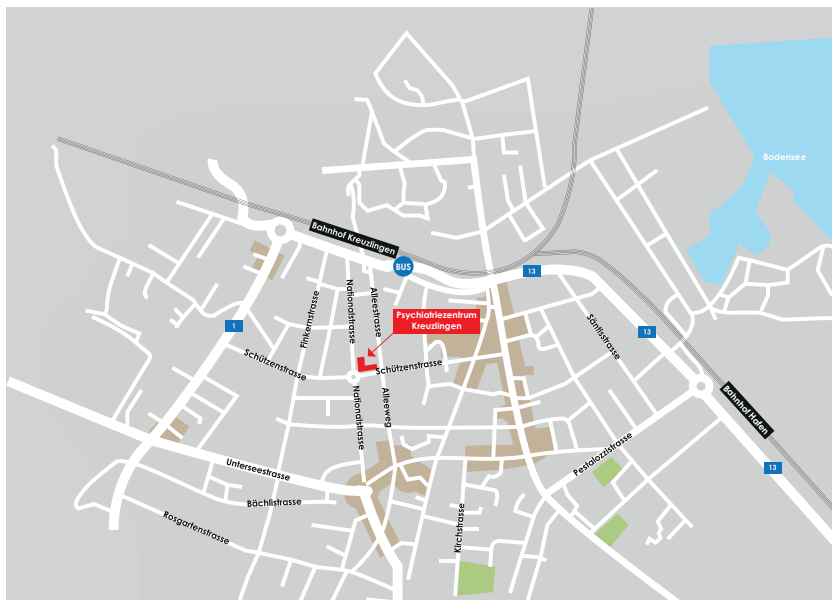 Bodensee
Bahnhof Kreuzlingen
BUS
13
Nationalstrasse
Alleestrasse
Finkernstrasse
Psychiatriezentrum
Kreuzlingen
1
13
Säntisstrasse
Schützenstrasse
Schützenstrasse
Nationalstrasse
Alleeweg
Bahnhof Hafen
Unterseestrasse
Pestalozzistrasse
13
Bächlistrasse
Rosgartenstrasse
Kirchstrasse